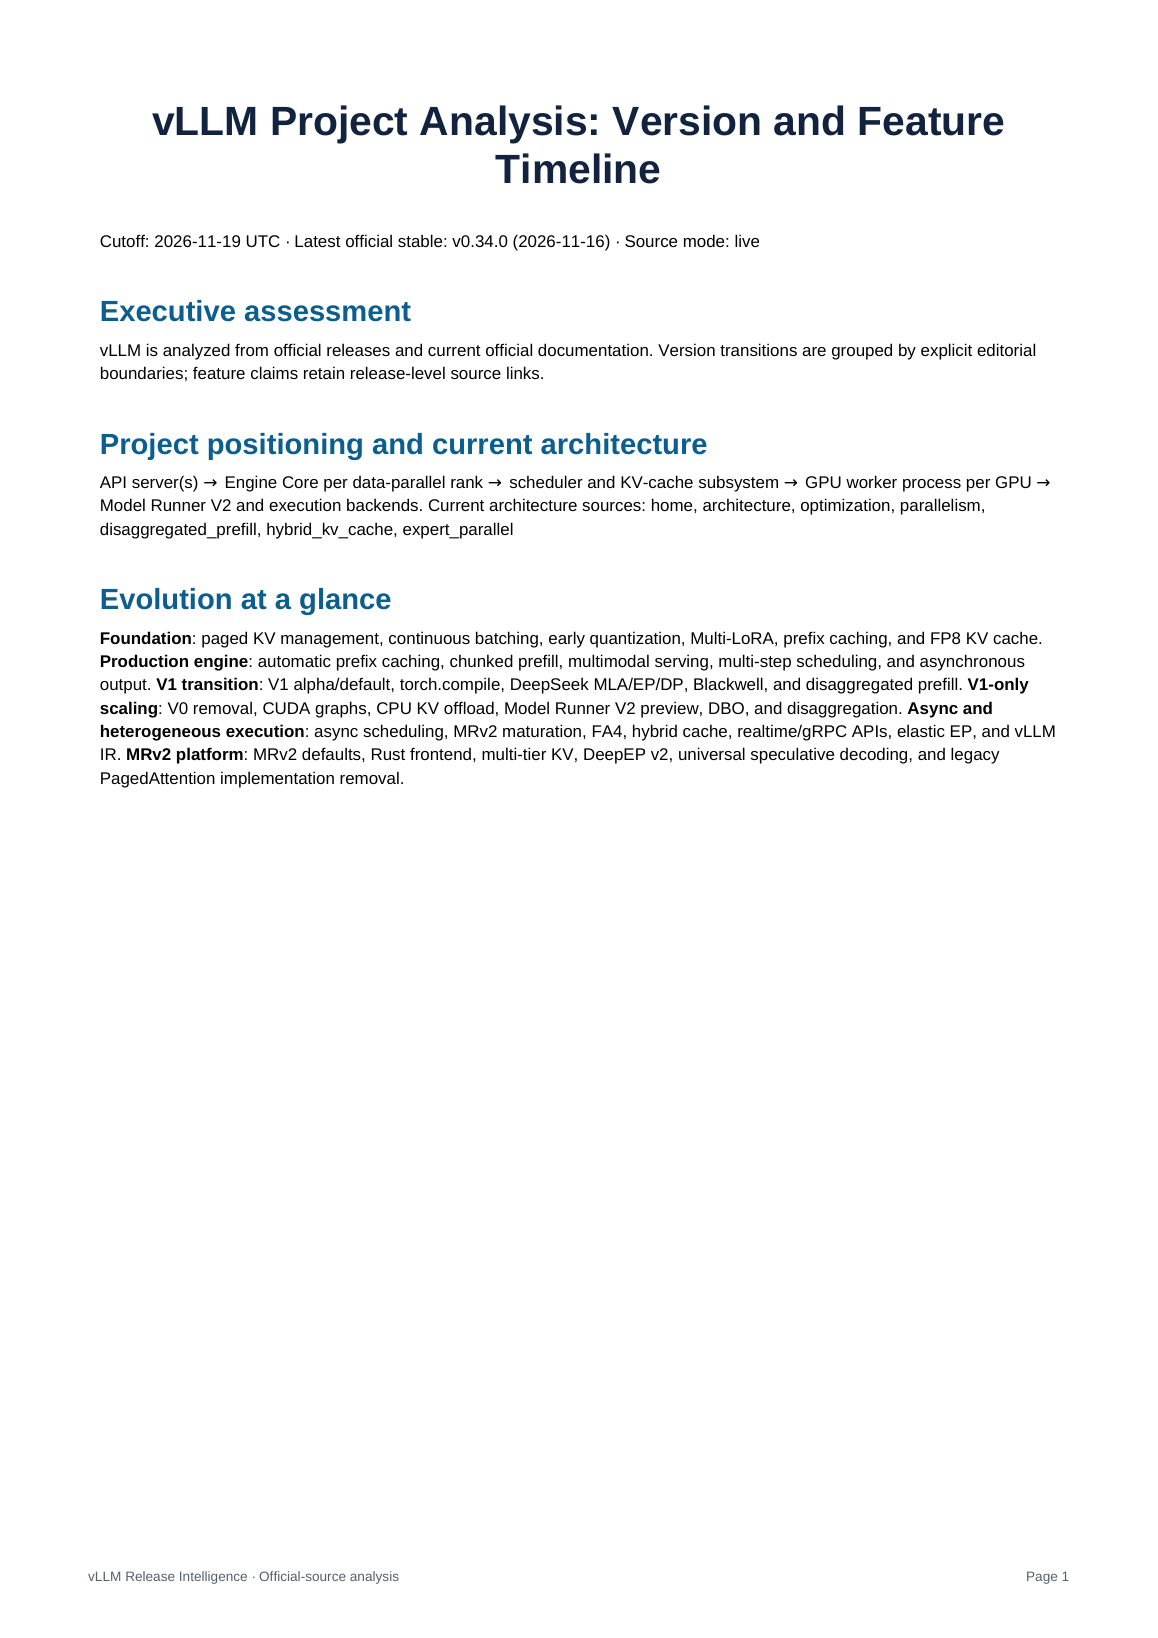 vLLM Project Analysis: Version and Feature
Timeline
Cutoff: 2026-11-19 UTC · Latest official stable: v0.34.0 (2026-11-16) · Source mode: live
Executive assessment
vLLM is analyzed from official releases and current official documentation. Version transitions are grouped by explicit editorial
boundaries; feature claims retain release-level source links.
Project positioning and current architecture
API server(s) → Engine Core per data-parallel rank → scheduler and KV-cache subsystem → GPU worker process per GPU →
Model Runner V2 and execution backends. Current architecture sources: home, architecture, optimization, parallelism,
disaggregated_prefill, hybrid_kv_cache, expert_parallel
Evolution at a glance
Foundation: paged KV management, continuous batching, early quantization, Multi-LoRA, prefix caching, and FP8 KV cache.
Production engine: automatic prefix caching, chunked prefill, multimodal serving, multi-step scheduling, and asynchronous
output. V1 transition: V1 alpha/default, torch.compile, DeepSeek MLA/EP/DP, Blackwell, and disaggregated prefill. V1-only
scaling: V0 removal, CUDA graphs, CPU KV offload, Model Runner V2 preview, DBO, and disaggregation. Async and
heterogeneous execution: async scheduling, MRv2 maturation, FA4, hybrid cache, realtime/gRPC APIs, elastic EP, and vLLM
IR. MRv2 platform: MRv2 defaults, Rust frontend, multi-tier KV, DeepEP v2, universal speculative decoding, and legacy
PagedAttention implementation removal.
vLLM Release Intelligence · Official-source analysis
Page 1